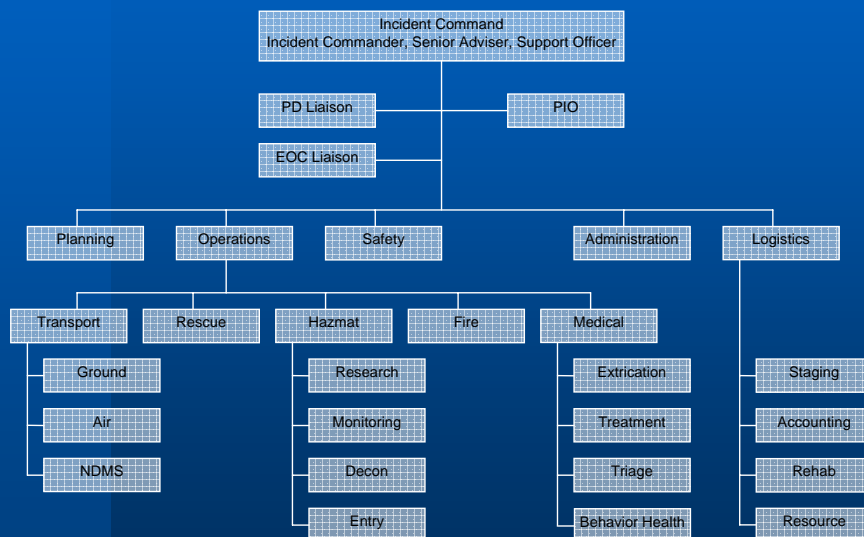 Incident Command
Incident Commander, Senior Adviser, Support Officer
PD Liaison
PIO
EOC Liaison
Planning
Operations
Safety
Administration
Logistics
Transport
Rescue
Hazmat
Fire
Medical
Ground
Research
Extrication
Staging
Air
Monitoring
Treatment
Accounting
NDMS
Decon
Triage
Rehab
Entry
Behavior Health
Resource